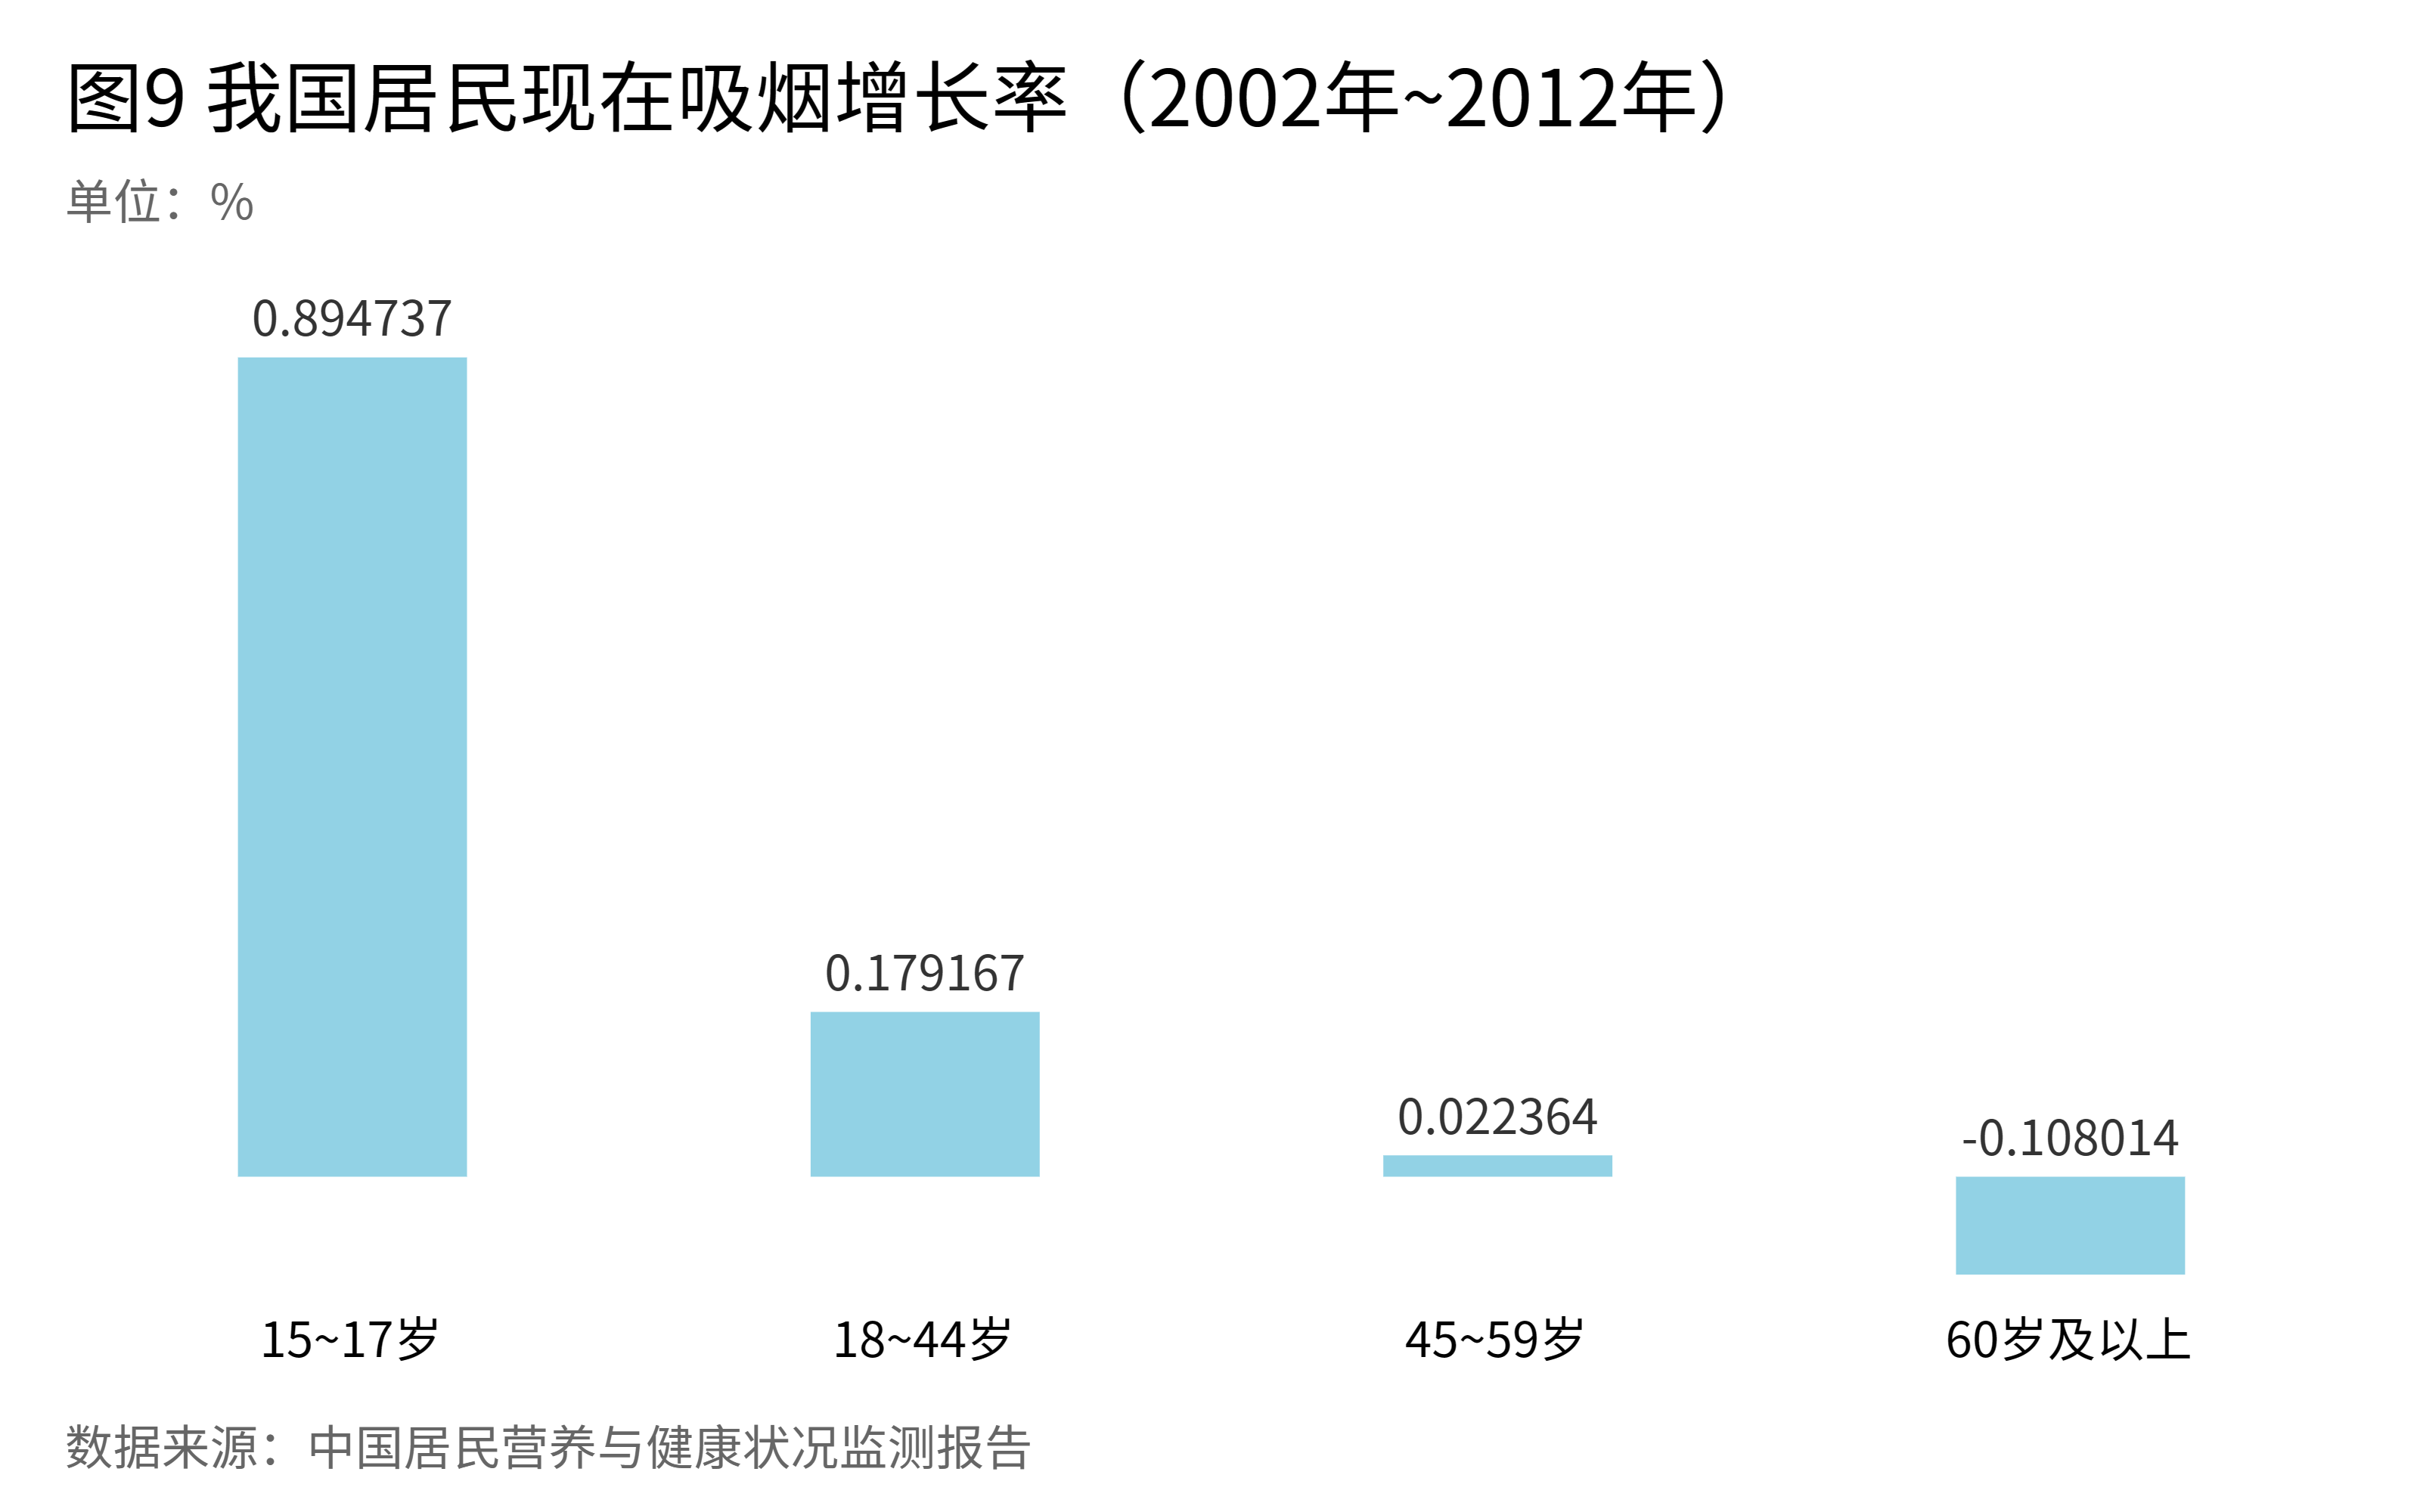 图9 我国居民现在吸烟增长率（2002年~2012年）
单位：%
0.894737
0.179167
0.022364
-0.108014
15~17岁
18~44岁
45~59岁
60岁及以上
数据来源：中国居民营养与健康状况监测报告